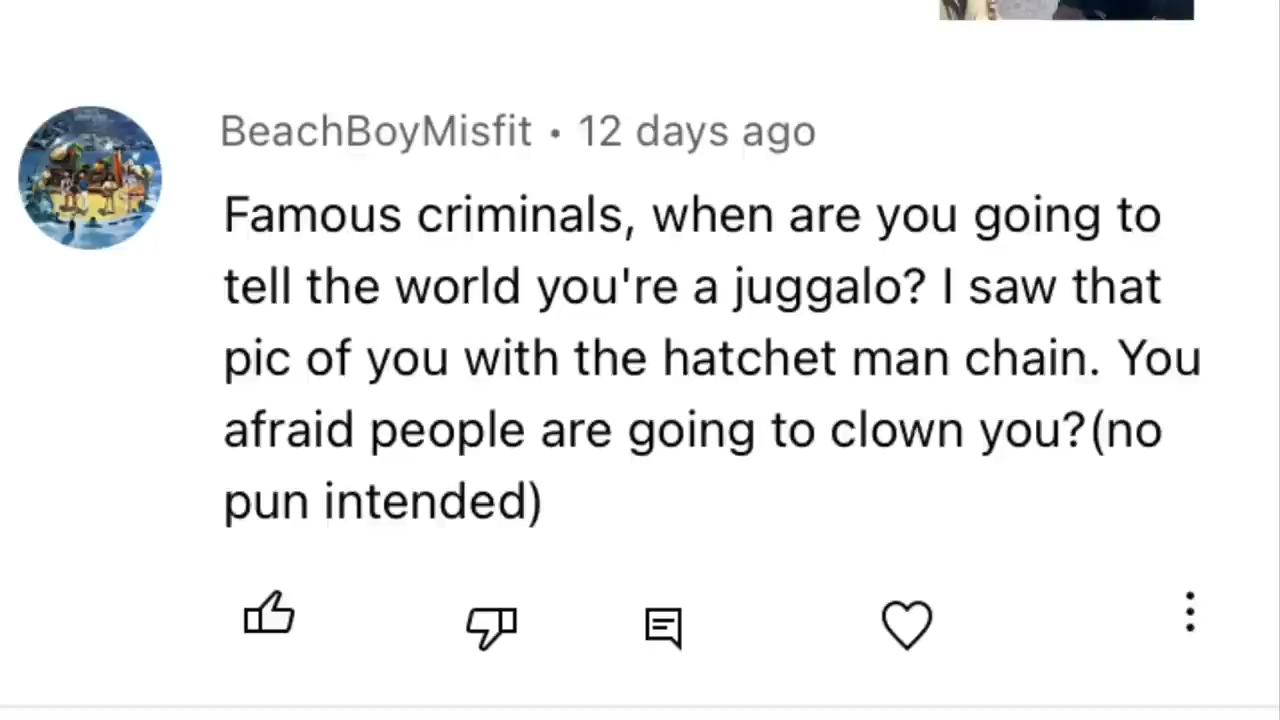 BeachBoyMisfit • 12 days ago
Famous criminals, when are you going to
tell the world you're a juggalo? I saw that
pic of you with the hatchet man chain. You
afraid people are going to clown you?(no
pun intended)